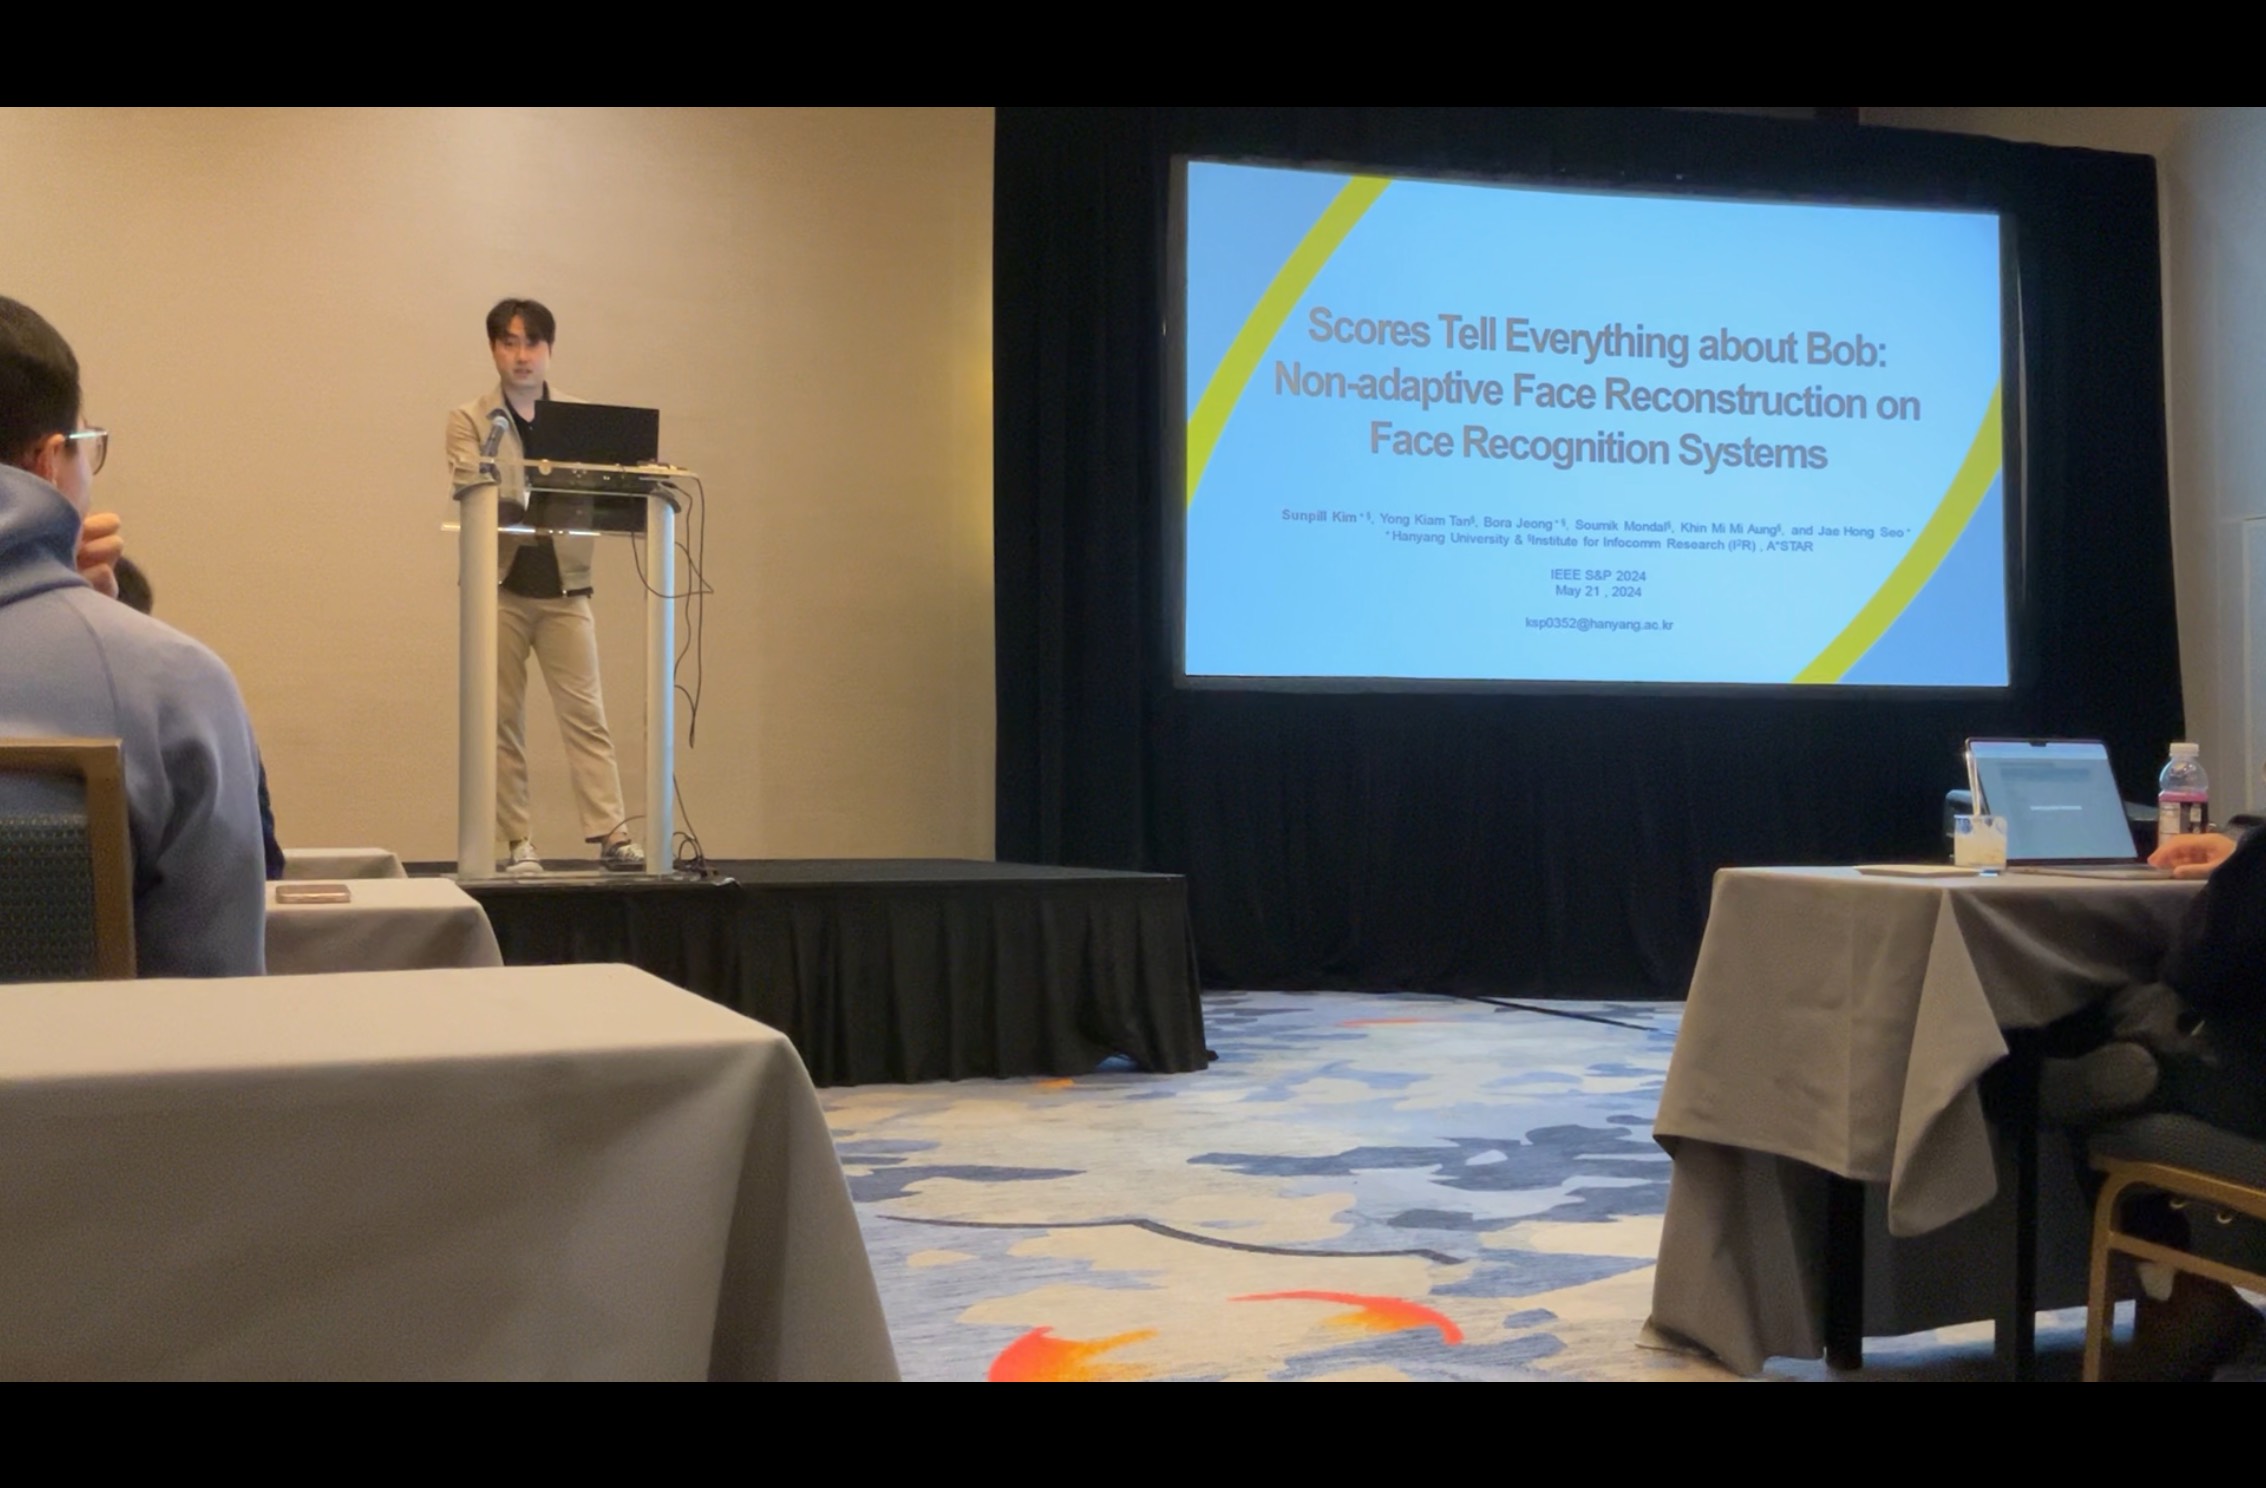 Scores Tell Everything about Bob:
Non-adaptive Face Reconstruction on
Face Recognition Systems
Sunpill Kim*§, Yong Kiam Tan§, Bora Jeong*§, Soumik Mondal§, Khin Mi Mi Aung§, and Jae Hong Seo*
*Hanyang University & §Institute for Infocomm Research (I²R) , A*STAR
IEEE S&P 2024
May 21 , 2024
ksp0352@hanyang.ac.kr